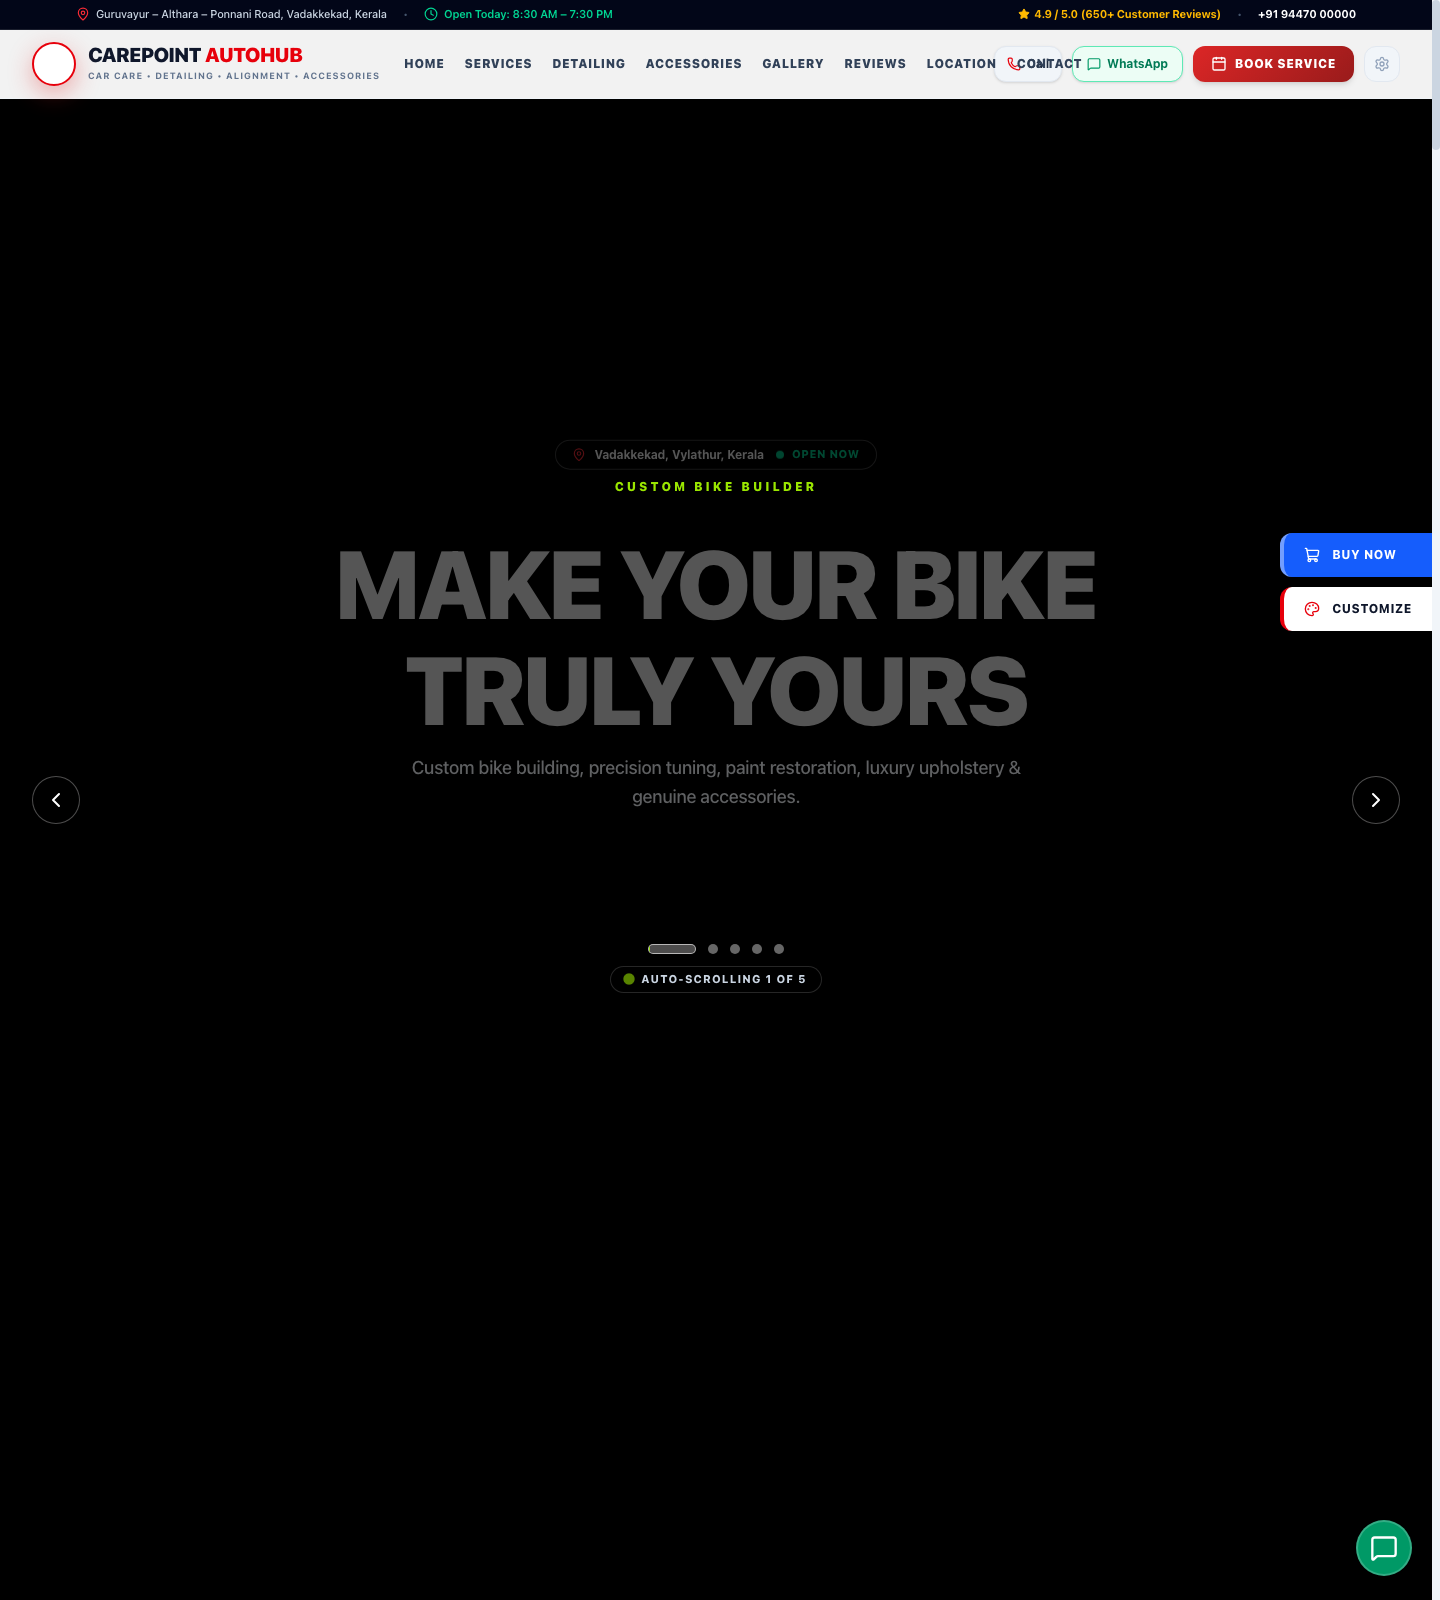 Guruvayur – Althara – Ponnani Road, Vadakkekad, Kerala • Open Today: 8:30 AM – 7:30 PM
4.9 / 5.0 (650+ Customer Reviews) • +91 94470 00000
CAREPOINT AUTOHUB
CAR CARE • DETAILING • ALIGNMENT • ACCESSORIES
HOME SERVICES DETAILING ACCESSORIES GALLERY REVIEWS LOCATION CONTACT
WhatsApp
BOOK SERVICE
Vadakkekad, Vylathur, Kerala OPEN NOW
CUSTOM BIKE BUILDER
MAKE YOUR BIKE
TRULY YOURS
Custom bike building, precision tuning, paint restoration, luxury upholstery &
genuine accessories.
BUY NOW
CUSTOMIZE
AUTO-SCROLLING 1 OF 5